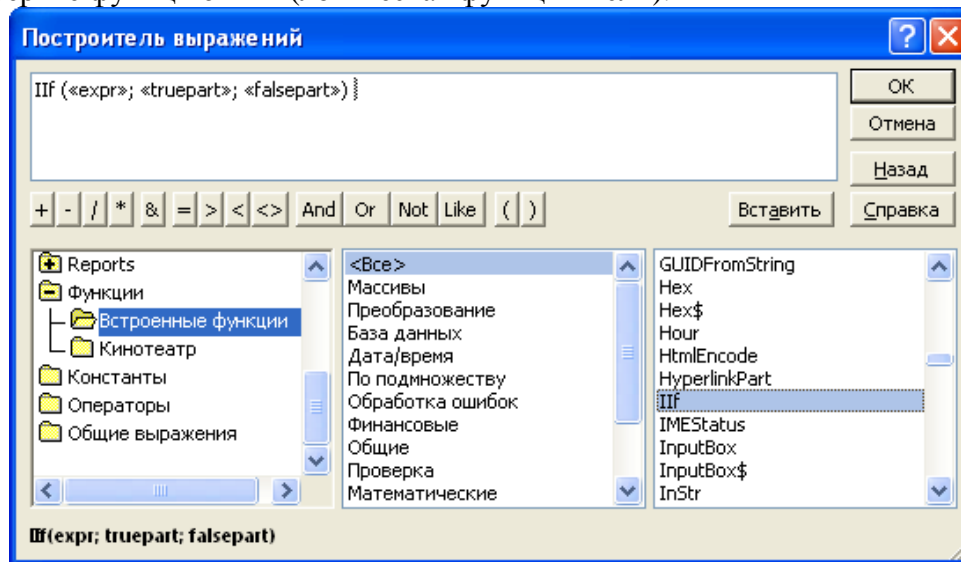 Построитель выражений
IIf («expr»; «truepart»; «falsepart»)
ОК
Отмена
Назад
+ - / * & = > < <> And Or Not Like ( )
Вставить
Справка
Reports
Функции
Встроенные функции
Кинотеатр
Константы
Операторы
Общие выражения
<Все>
Массивы
Преобразование
База данных
Дата/время
По подмножеству
Обработка ошибок
Финансовые
Общие
Проверка
Математические
GUIDFromString
Hex
Hex$
Hour
HtmlEncode
HyperlinkPart
IIf
IMEStatus
InputBox
InputBox$
InStr
IIf(expr; truepart; falsepart)